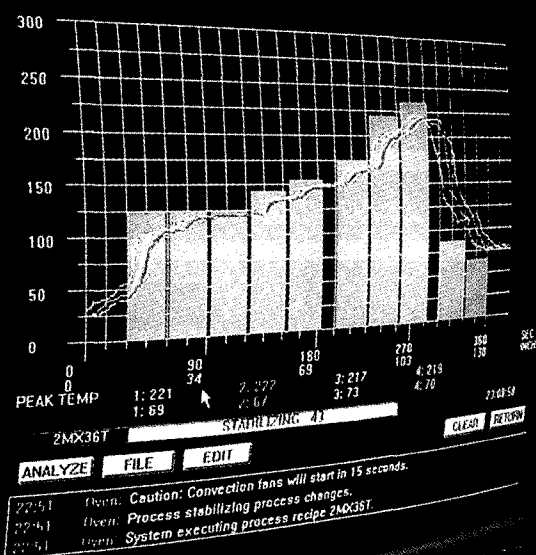 300
250
200
150
100
50
0
0 90 180 270 360 SEC
0 34 69 103 138
PEAK TEMP 1: 221 2: 222 3: 217 4: 219
1: 69 2: 67 3: 73 4: 70
2MX36T STABILIZING 41
CLEAR RETURN
ANALYZE FILE EDIT
22:51 Oven: Caution: Convection fans will start in 15 seconds.
22:51 Oven: Process stabilizing process changes.
22:51 Oven: System executing process recipe 2MX36T.